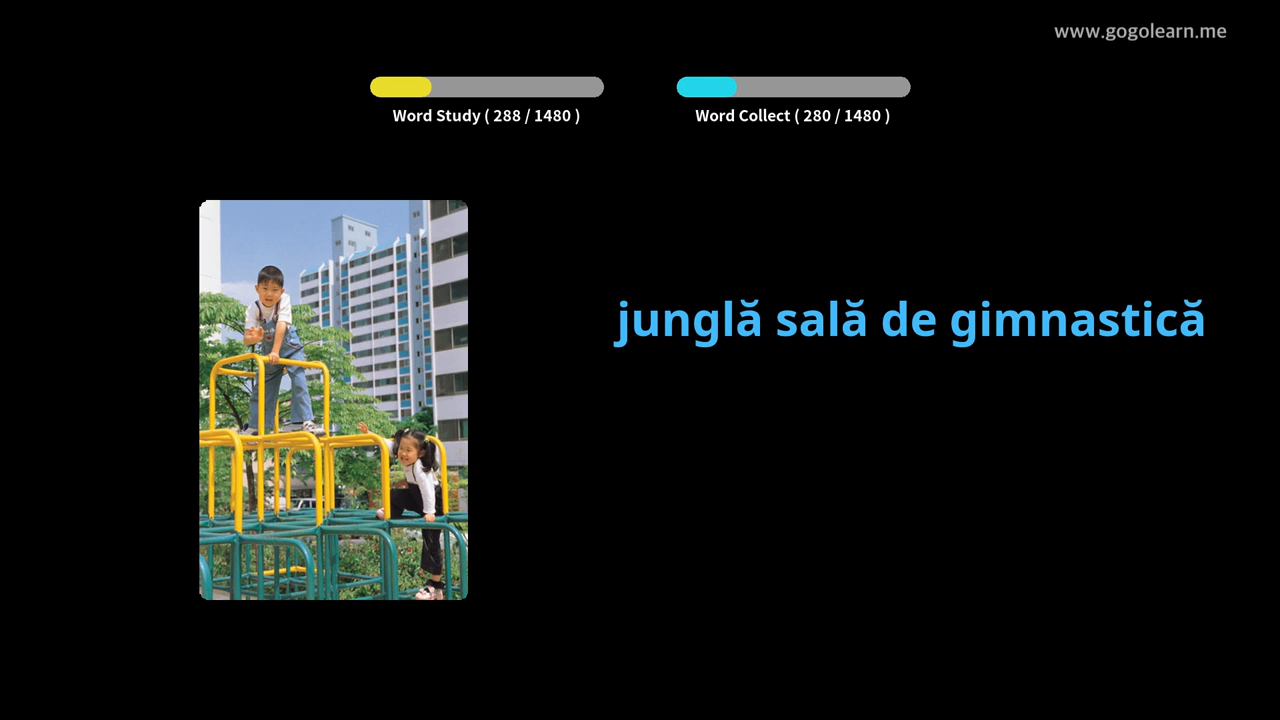 www.gogolearn.me
Word Study ( 288 / 1480 )
Word Collect ( 280 / 1480 )
junglă sală de gimnastică